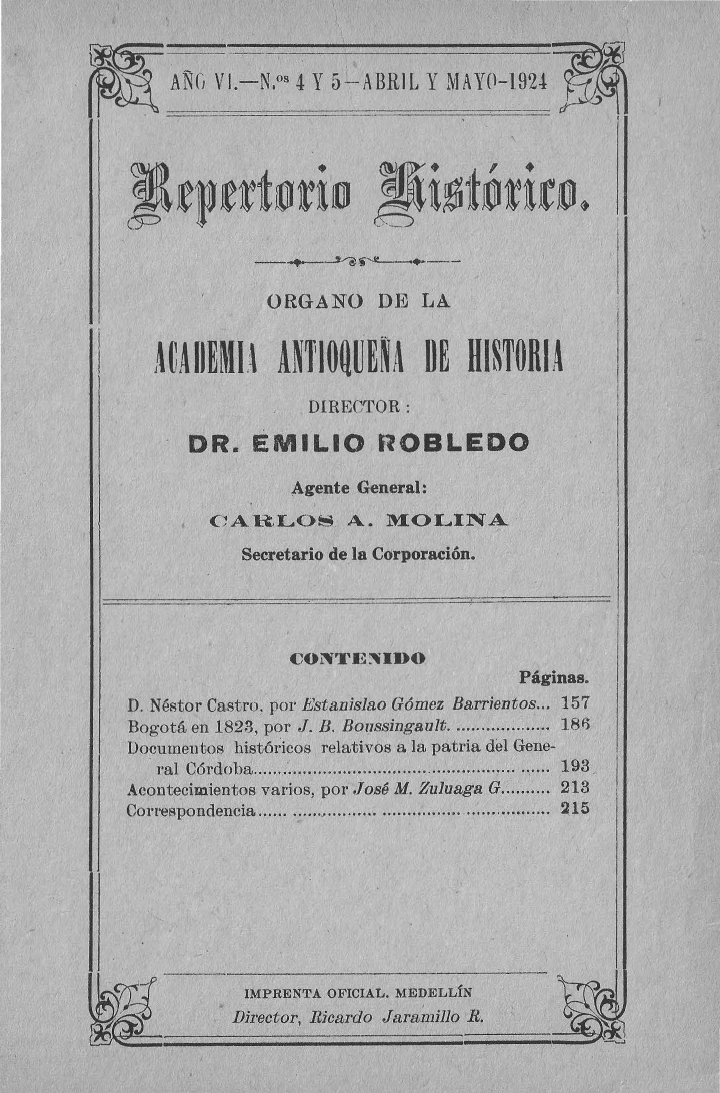 AÑO VI.—N.os 4 Y 5—ABRIL Y MAYO-1924
Repertorio Histórico.
ORGANO DE LA
ACADEMIA ANTIOQUEÑA DE HISTORIA
DIRECTOR:
DR. EMILIO ROBLEDO
Agente General:
CARLOS A. MOLINA
Secretario de la Corporación.
CONTENIDO
Páginas.
D. Néstor Castro, por Estanislao Gómez Barrientos... 157
Bogotá en 1823, por J. B. Boussingault. ................... 186
Documentos históricos relativos a la patria del Gene-
ral Córdoba.................................................... 193
Acontecimientos varios, por José M. Zuluaga G.......... 213
Correspondencia...... ................ .................... ................ 215
IMPRENTA OFICIAL. MEDELLÍN
Director, Ricardo Jaramillo R.